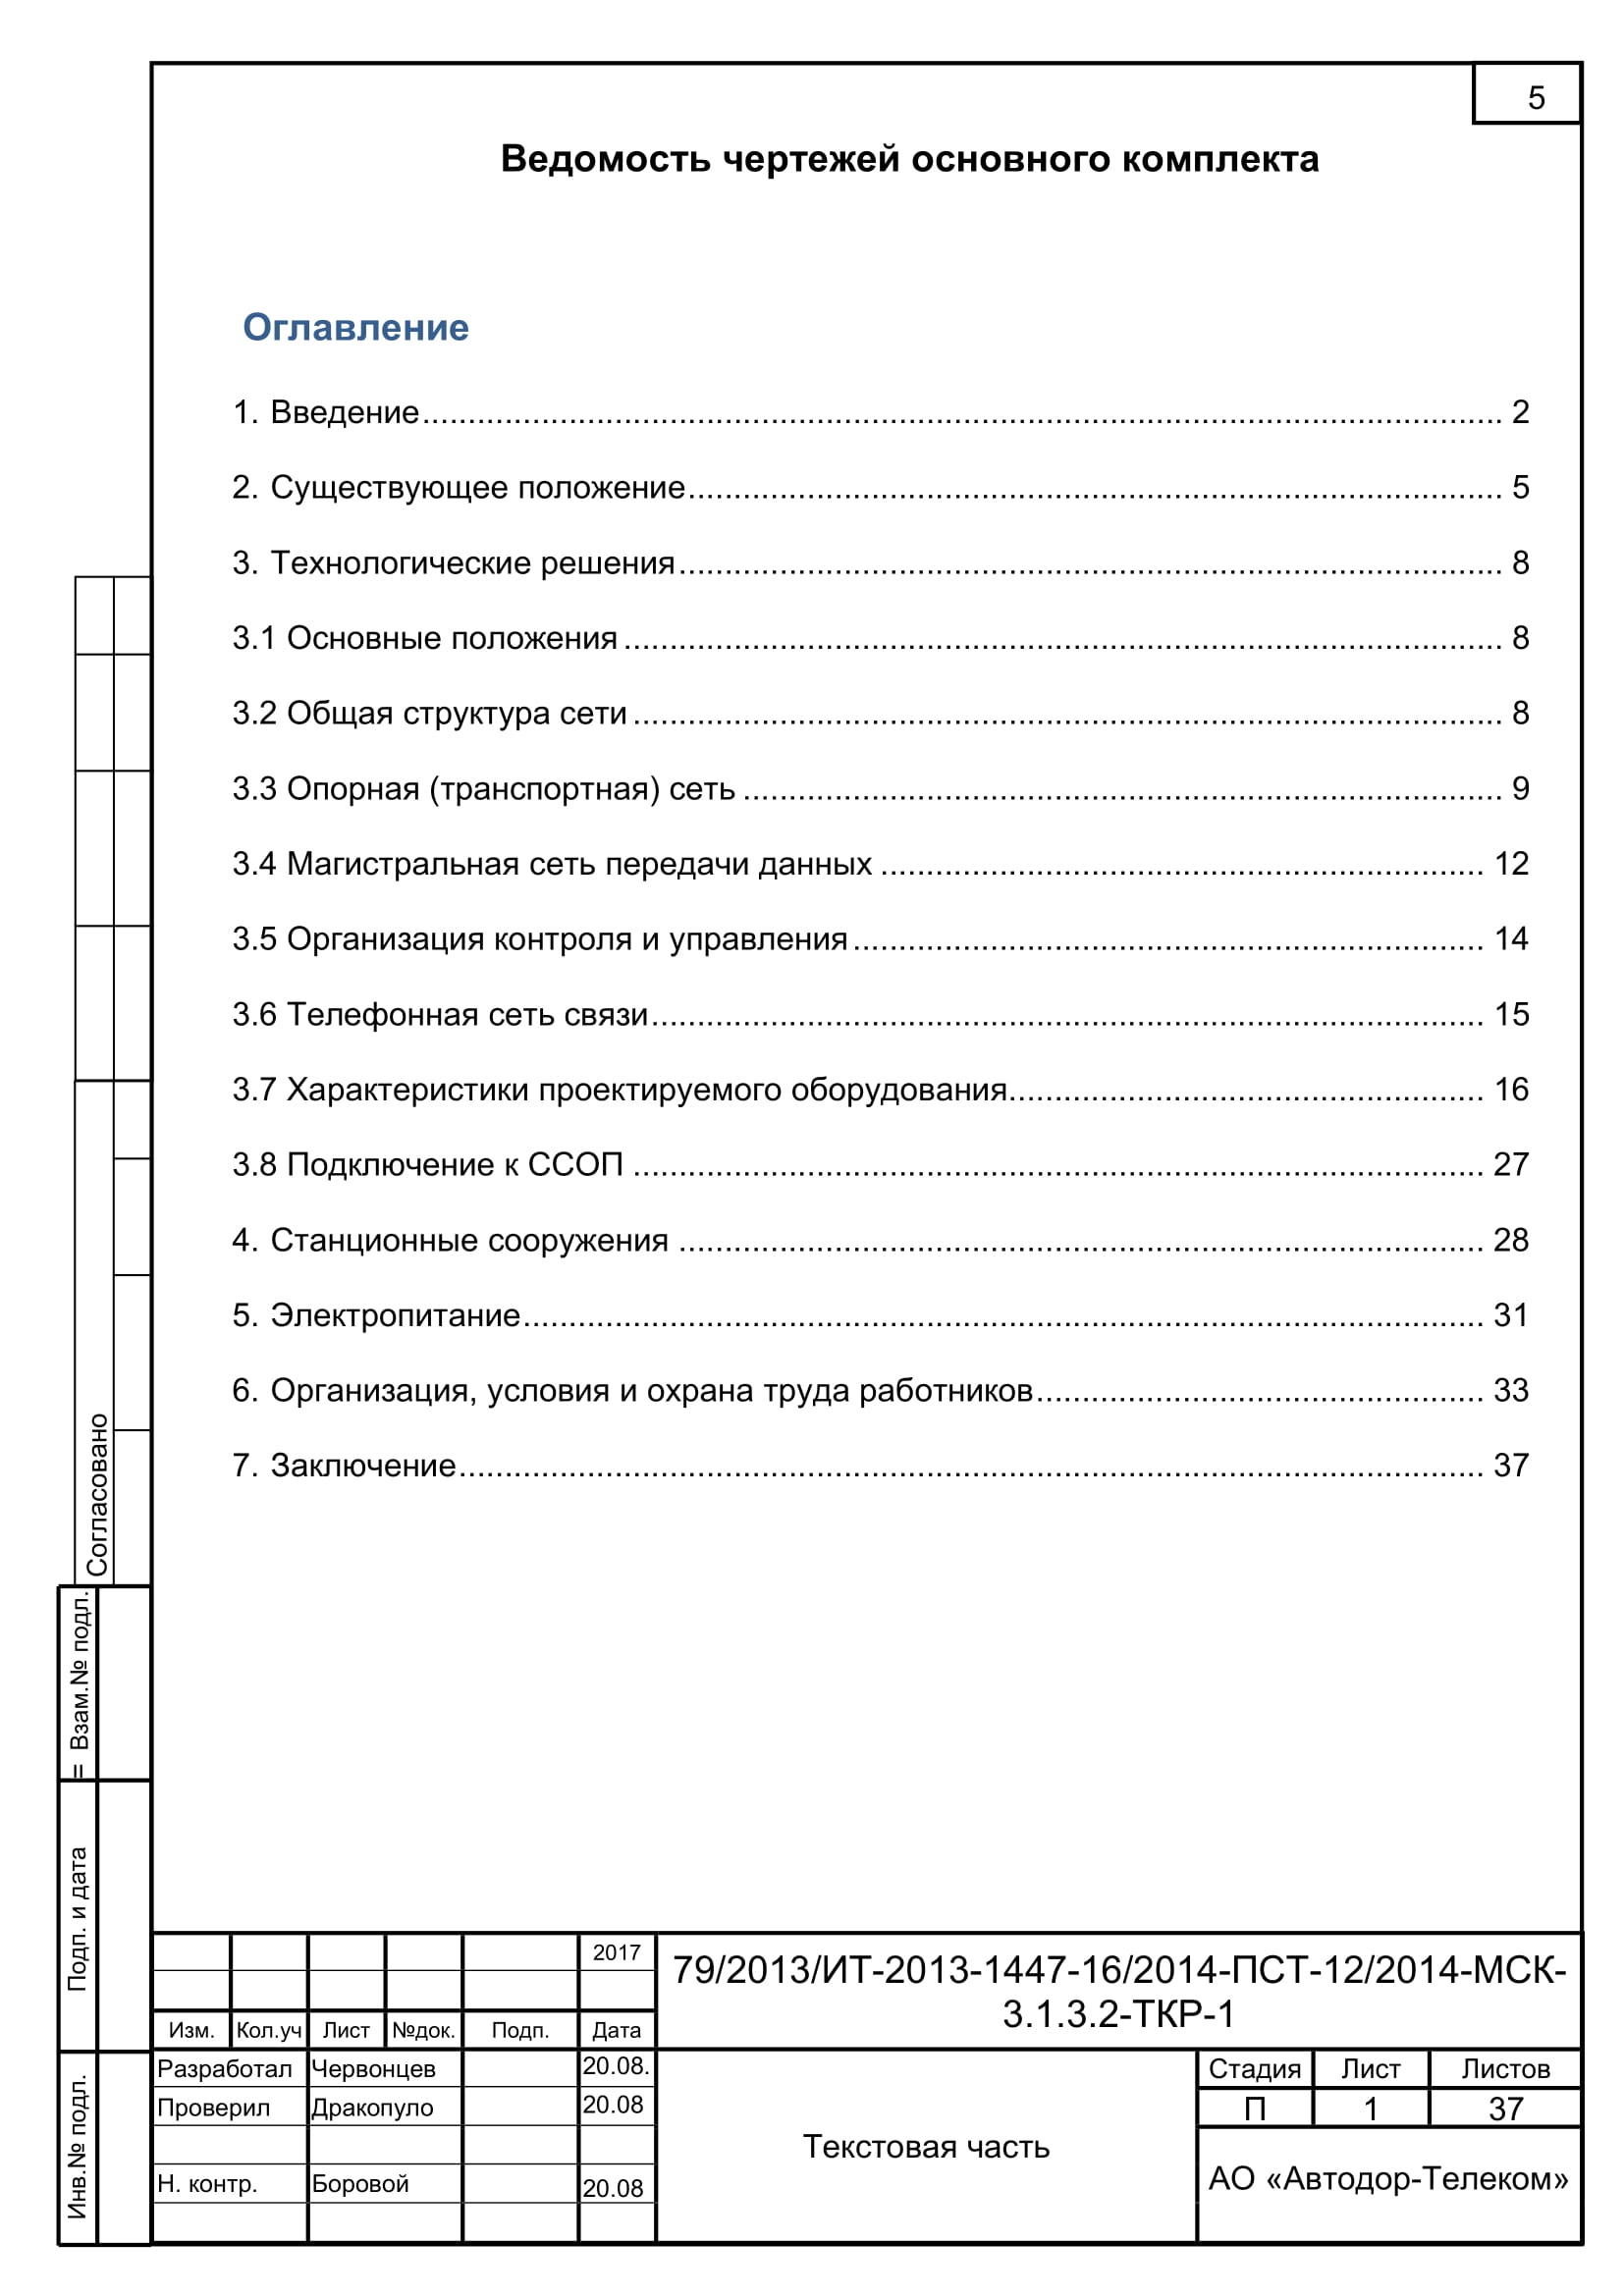 5
Ведомость чертежей основного комплекта
Оглавление
1. Введение........................................................................ 2
2. Существующее положение........................................................................ 5
3. Технологические решения........................................................................ 8
3.1 Основные положения ........................................................................ 8
3.2 Общая структура сети ........................................................................ 8
3.3 Опорная (транспортная) сеть ........................................................................ 9
3.4 Магистральная сеть передачи данных ........................................................................ 12
3.5 Организация контроля и управления ........................................................................ 14
3.6 Телефонная сеть связи........................................................................ 15
3.7 Характеристики проектируемого оборудования........................................................................ 16
3.8 Подключение к ССОП ........................................................................ 27
4. Станционные сооружения ........................................................................ 28
5. Электропитание........................................................................ 31
6. Организация, условия и охрана труда работников........................................................................ 33
7. Заключение........................................................................ 37
Согласовано
= Взам.№ подл.
Подп. и дата
Инв.№ подл.
2017
79/2013/ИТ-2013-1447-16/2014-ПСТ-12/2014-МСК-
3.1.3.2-ТКР-1
Изм. Кол.уч Лист №док. Подп. Дата
Разработал Червонцев 20.08.
Проверил Дракопуло 20.08
Н. контр. Боровой 20.08
Текстовая часть
Стадия Лист Листов
П 1 37
АО «Автодор-Телеком»